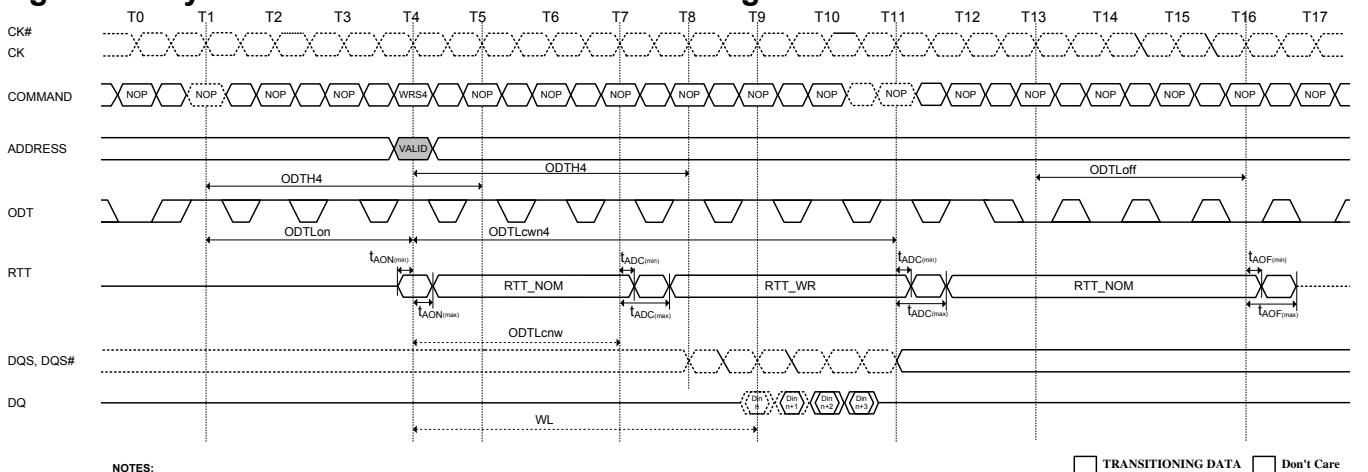 T0 T1 T2 T3 T4 T5 T6 T7 T8 T9 T10 T11 T12 T13 T14 T15 T16 T17
CK#
CK
COMMAND NOP NOP NOP NOP WRS4 NOP NOP NOP NOP NOP NOP NOP NOP NOP NOP NOP NOP NOP
ADDRESS VALID
ODTH4 ODTH4 ODTLoff
ODT
ODTLon ODTLcwn4
tAON(min) tADC(min) tADC(min) tAOF(min)
RTT RTT_NOM RTT_WR RTT_NOM
tAON(max) tADC(max) tADC(max) tAOF(max)
ODTLcnw
DQS, DQS#
DQ Din n Din n+1 Din n+2 Din n+3
WL
NOTES: TRANSITIONING DATA Don't Care